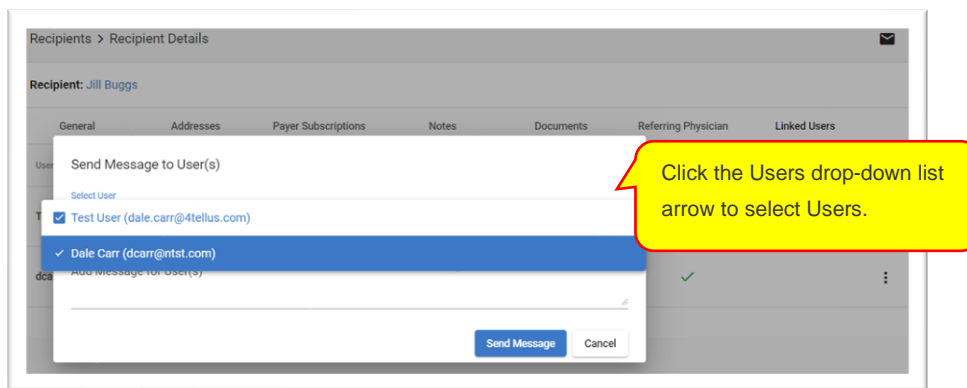 Recipients > Recipient Details
Recipient: Jill Buggs
General Addresses Payer Subscriptions Notes Documents Referring Physician Linked Users
User
Send Message to User(s)
Select User
Test User (dale.carr@4tellus.com)
Dale Carr (dcarr@ntst.com)
dca
Add Message for User(s)
Send Message Cancel
Click the Users drop-down list
arrow to select Users.